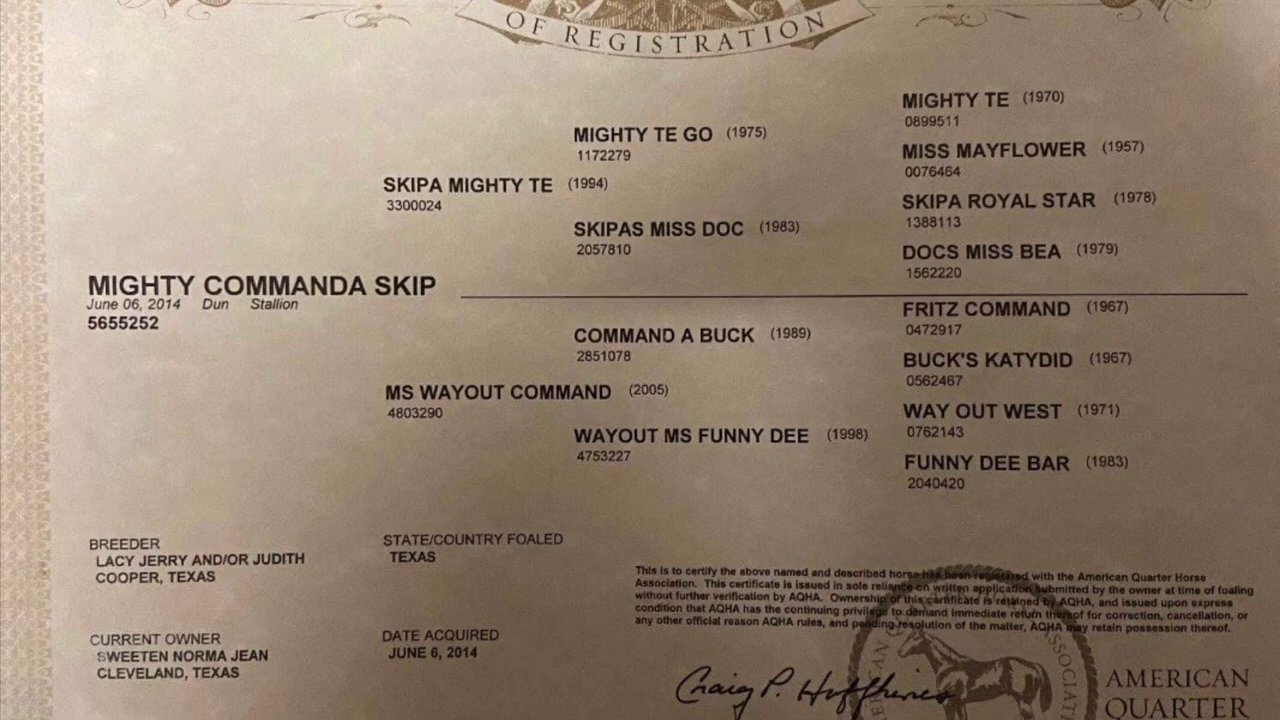 OF REGISTRATION
MIGHTY TE (1970)
0899511
MIGHTY TE GO (1975)
1172279
MISS MAYFLOWER (1957)
0076464
SKIPA MIGHTY TE (1994)
3300024
SKIPA ROYAL STAR (1978)
1388113
SKIPAS MISS DOC (1983)
2057810
DOCS MISS BEA (1979)
1562220
MIGHTY COMMANDA SKIP
June 06, 2014 Dun Stallion
5655252
FRITZ COMMAND (1967)
0472917
COMMAND A BUCK (1989)
2851078
BUCK'S KATYDID (1967)
0562467
MS WAYOUT COMMAND (2005)
4803290
WAY OUT WEST (1971)
0762143
WAYOUT MS FUNNY DEE (1998)
4753227
FUNNY DEE BAR (1983)
2040420
BREEDER
LACY JERRY AND/OR JUDITH
COOPER, TEXAS
STATE/COUNTRY FOALED
TEXAS
This is to certify the above named and described horse has been registered with the American Quarter Horse
Association. This certificate is issued in sole reliance on written application submitted by the owner at time of foaling
without further verification by AQHA. Ownership of this certificate is retained by AQHA, and issued upon express
condition that AQHA has the continuing privilege to demand immediate return thereof for correction, cancellation, or
any other official reason AQHA rules, and pending resolution of the matter, AQHA may retain possession thereof.
CURRENT OWNER
SWEETEN NORMA JEAN
CLEVELAND, TEXAS
DATE ACQUIRED
JUNE 6, 2014
Craig P. Huffhines
AMERICAN
QUARTER